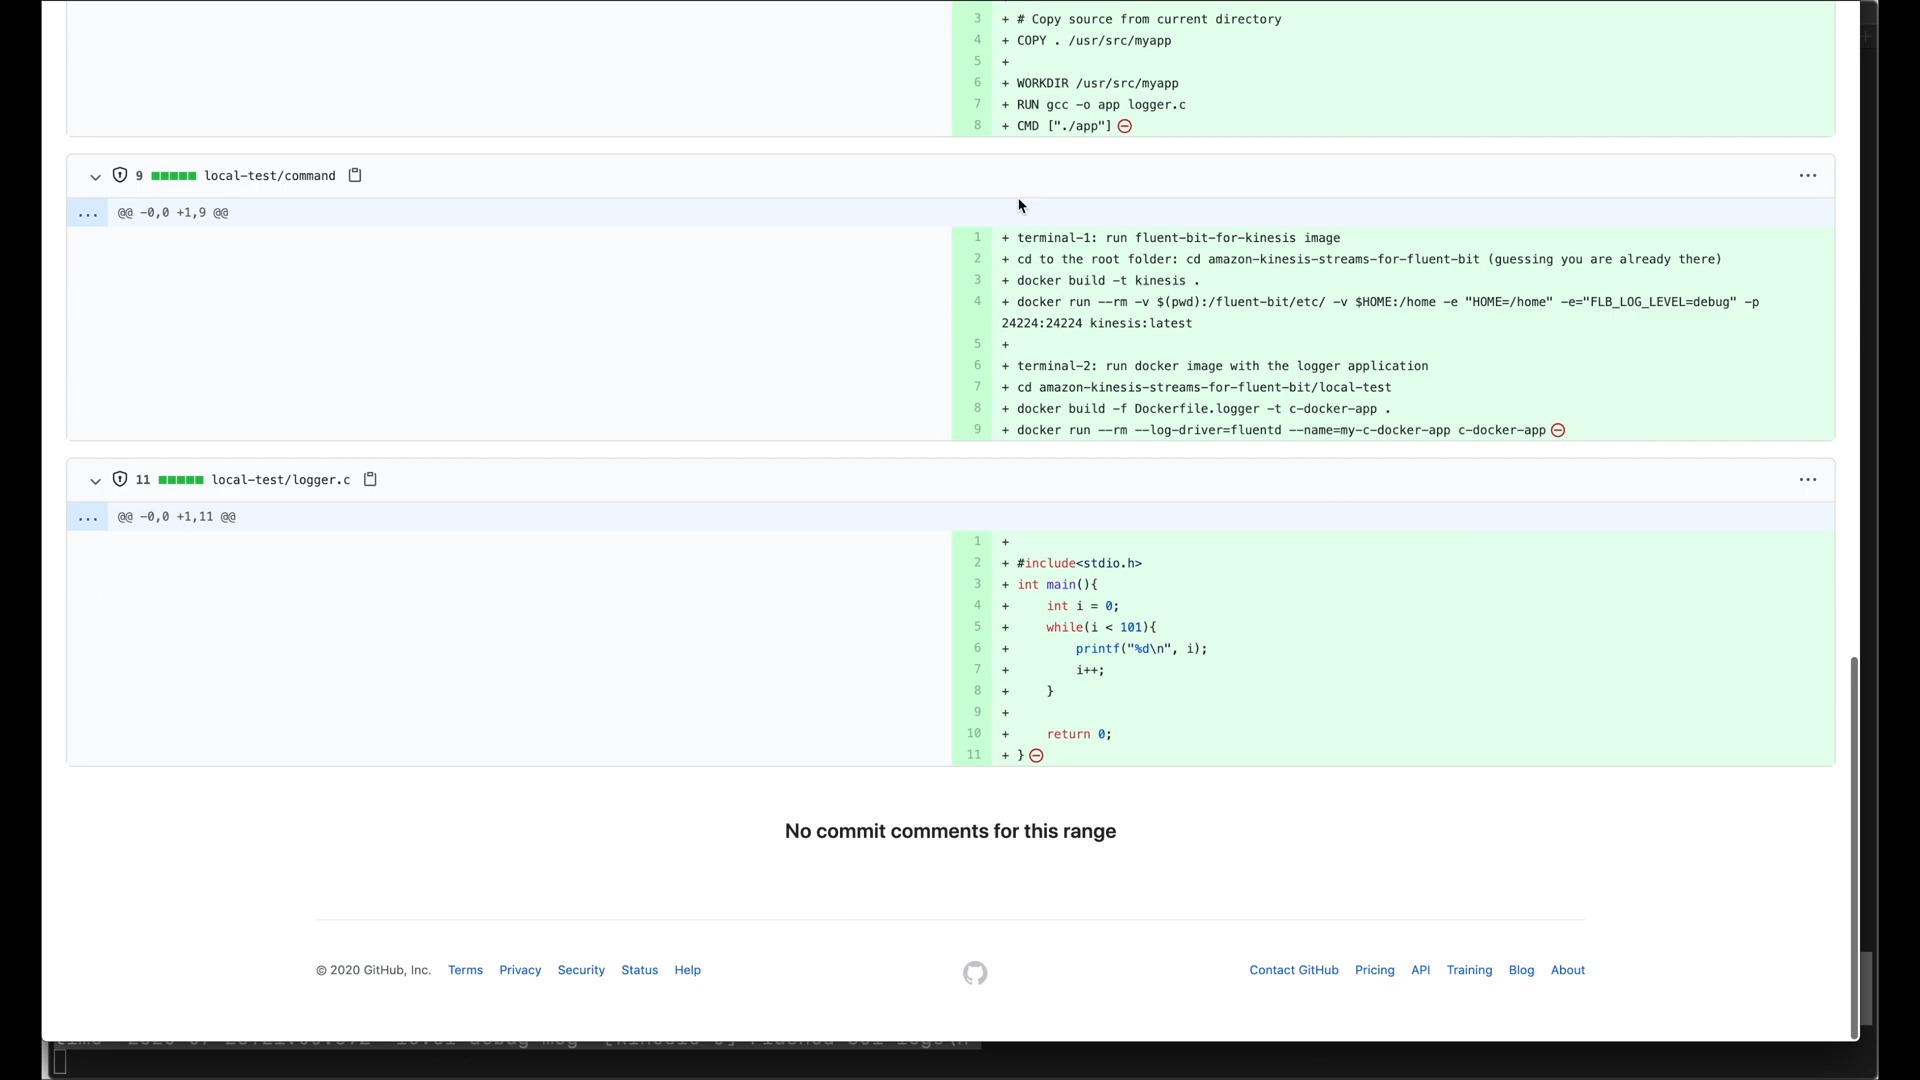 3 + # Copy source from current directory
4 + COPY . /usr/src/myapp
5 +
6 + WORKDIR /usr/src/myapp
7 + RUN gcc -o app logger.c
8 + CMD ["./app"]
9 local-test/command
...
... @@ -0,0 +1,9 @@
1 + terminal-1: run fluent-bit-for-kinesis image
2 + cd to the root folder: cd amazon-kinesis-streams-for-fluent-bit (guessing you are already there)
3 + docker build -t kinesis .
4 + docker run --rm -v $(pwd):/fluent-bit/etc/ -v $HOME:/home -e "HOME=/home" -e="FLB_LOG_LEVEL=debug" -p
24224:24224 kinesis:latest
5 +
6 + terminal-2: run docker image with the logger application
7 + cd amazon-kinesis-streams-for-fluent-bit/local-test
8 + docker build -f Dockerfile.logger -t c-docker-app .
9 + docker run --rm --log-driver=fluentd --name=my-c-docker-app c-docker-app
11 local-test/logger.c
...
... @@ -0,0 +1,11 @@
1 +
2 + #include<stdio.h>
3 + int main(){
4 + int i = 0;
5 + while(i < 101){
6 + printf("%d\n", i);
7 + i++;
8 + }
9 +
10 + return 0;
11 + }
No commit comments for this range
© 2020 GitHub, Inc. Terms Privacy Security Status Help Contact GitHub Pricing API Training Blog About